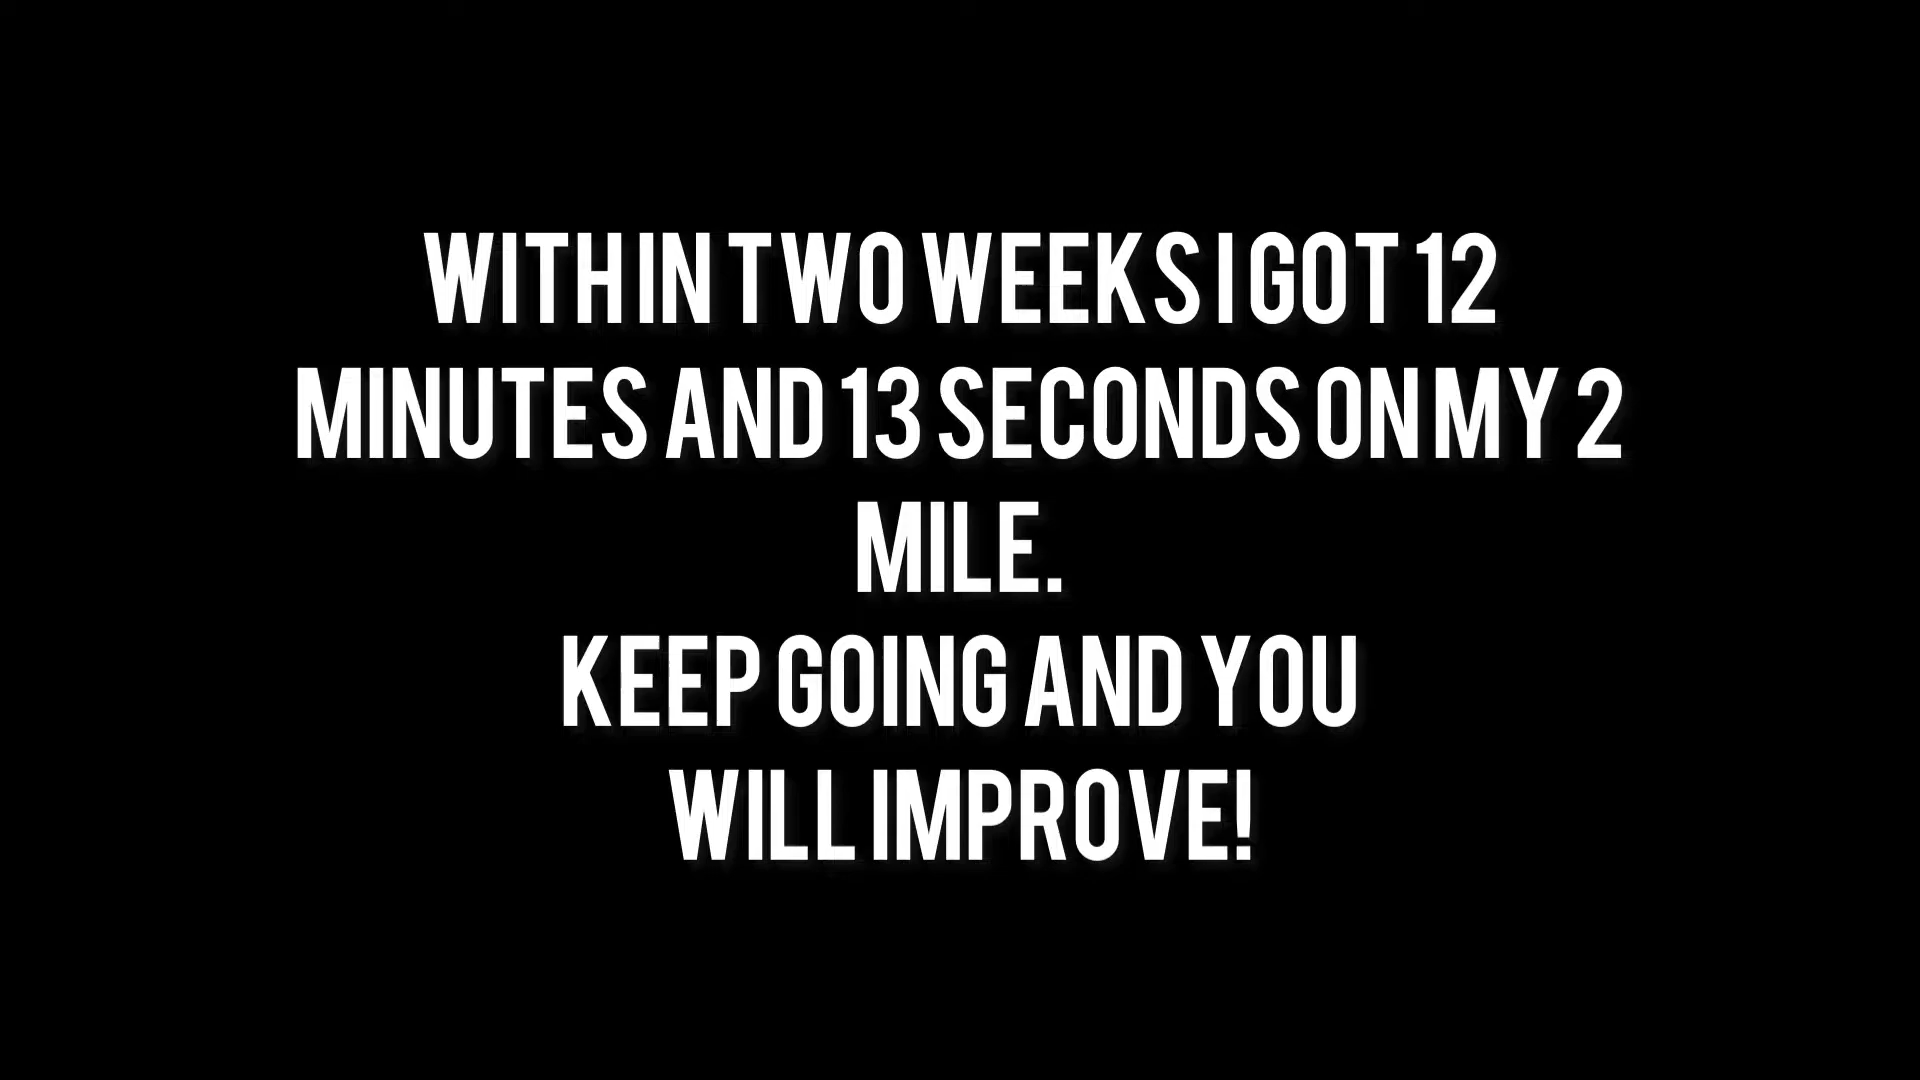 WITHIN TWO WEEKS I GOT 12
MINUTES AND 13 SECONDS ON MY 2
MILE.
KEEP GOING AND YOU
WILL IMPROVE!